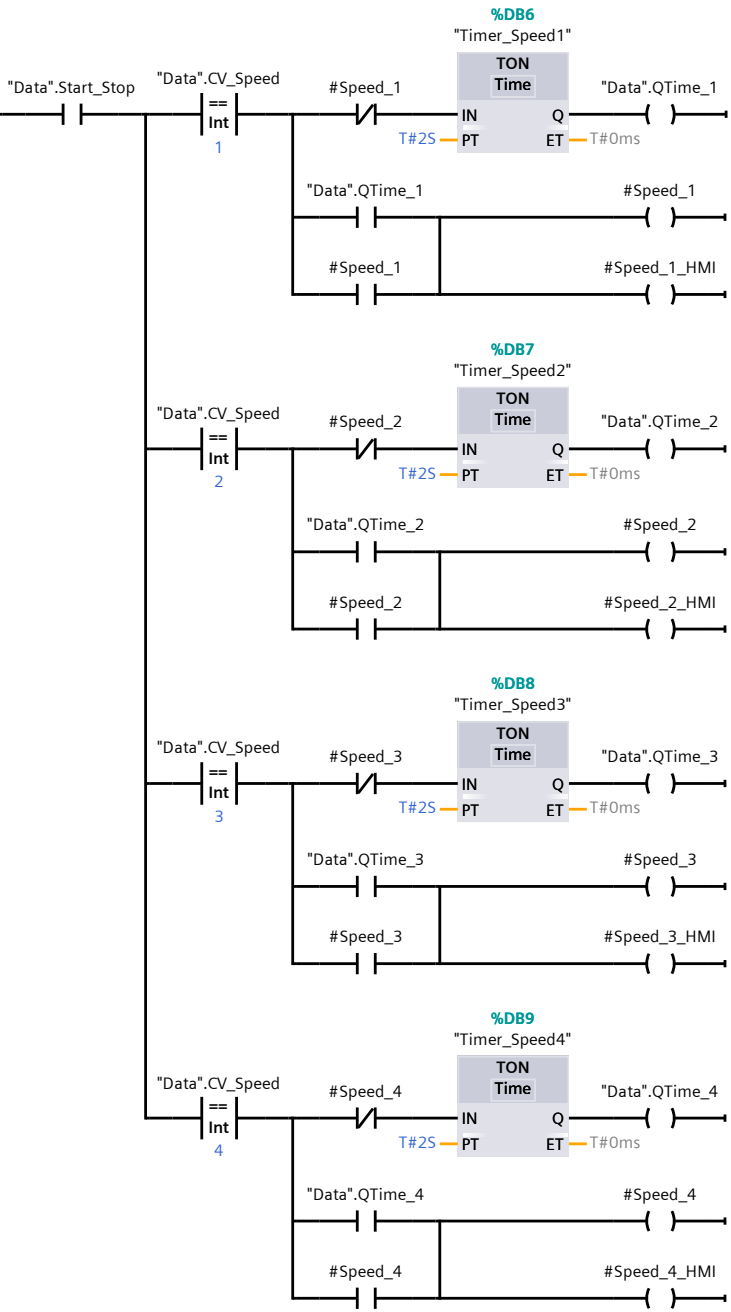 %DB6
"Timer_Speed1"
"Data".Start_Stop
"Data".CV_Speed
#Speed_1
TON
Time
"Data".QTime_1
==
Int
1
IN
Q
T#2S
PT
ET
T#0ms
"Data".QTime_1
#Speed_1
#Speed_1
#Speed_1_HMI
%DB7
"Timer_Speed2"
"Data".CV_Speed
#Speed_2
TON
Time
"Data".QTime_2
==
Int
2
IN
Q
T#2S
PT
ET
T#0ms
"Data".QTime_2
#Speed_2
#Speed_2
#Speed_2_HMI
%DB8
"Timer_Speed3"
"Data".CV_Speed
#Speed_3
TON
Time
"Data".QTime_3
==
Int
3
IN
Q
T#2S
PT
ET
T#0ms
"Data".QTime_3
#Speed_3
#Speed_3
#Speed_3_HMI
%DB9
"Timer_Speed4"
"Data".CV_Speed
#Speed_4
TON
Time
"Data".QTime_4
==
Int
4
IN
Q
T#2S
PT
ET
T#0ms
"Data".QTime_4
#Speed_4
#Speed_4
#Speed_4_HMI